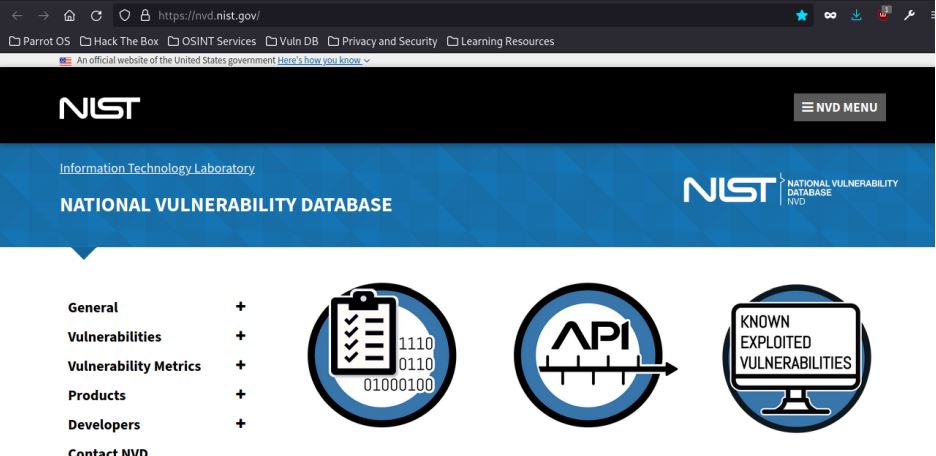 https://nvd.nist.gov/
1
Parrot OS Hack The Box OSINT Services Vuln DB Privacy and Security Learning Resources
An official website of the United States government Here's how you know
NIST
NVD MENU
Information Technology Laboratory
NATIONAL VULNERABILITY DATABASE
NIST
NATIONAL VULNERABILITY
DATABASE
NVD
General +
Vulnerabilities +
Vulnerability Metrics +
Products +
Developers +
Contact NVD
1110
0110
01000100
API
KNOWN
EXPLOITED
VULNERABILITIES